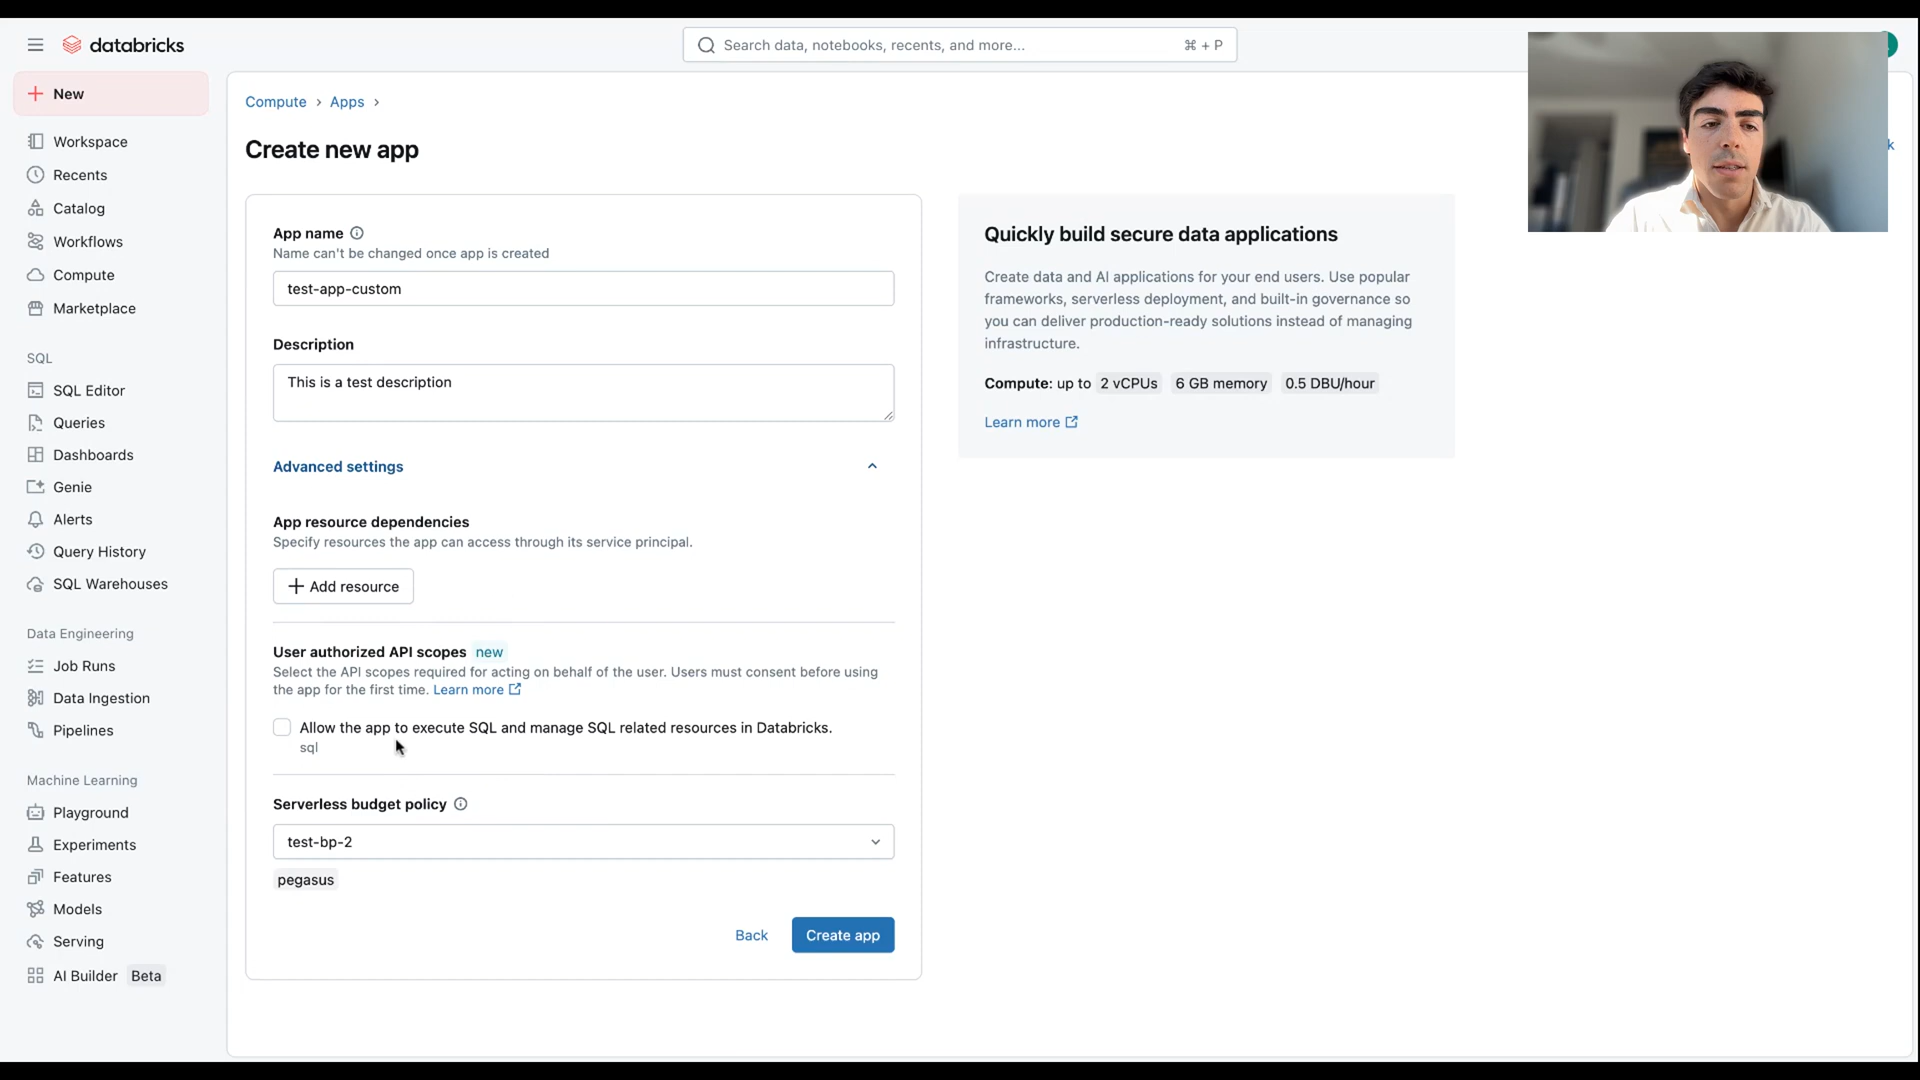 databricks
Search data, notebooks, recents, and more...
⌘ + P
New
Workspace
Recents
Catalog
Workflows
Compute
Marketplace
SQL
SQL Editor
Queries
Dashboards
Genie
Alerts
Query History
SQL Warehouses
Data Engineering
Job Runs
Data Ingestion
Pipelines
Machine Learning
Playground
Experiments
Features
Models
Serving
AI Builder Beta
Compute › Apps ›
Create new app
App name
Name can't be changed once app is created
test-app-custom
Description
This is a test description
Advanced settings
App resource dependencies
Specify resources the app can access through its service principal.
+ Add resource
User authorized API scopes new
Select the API scopes required for acting on behalf of the user. Users must consent before using
the app for the first time. Learn more
Allow the app to execute SQL and manage SQL related resources in Databricks.
sql
Serverless budget policy
test-bp-2
pegasus
Back
Create app
Quickly build secure data applications
Create data and AI applications for your end users. Use popular
frameworks, serverless deployment, and built-in governance so
you can deliver production-ready solutions instead of managing
infrastructure.
Compute: up to 2 vCPUs 6 GB memory 0.5 DBU/hour
Learn more